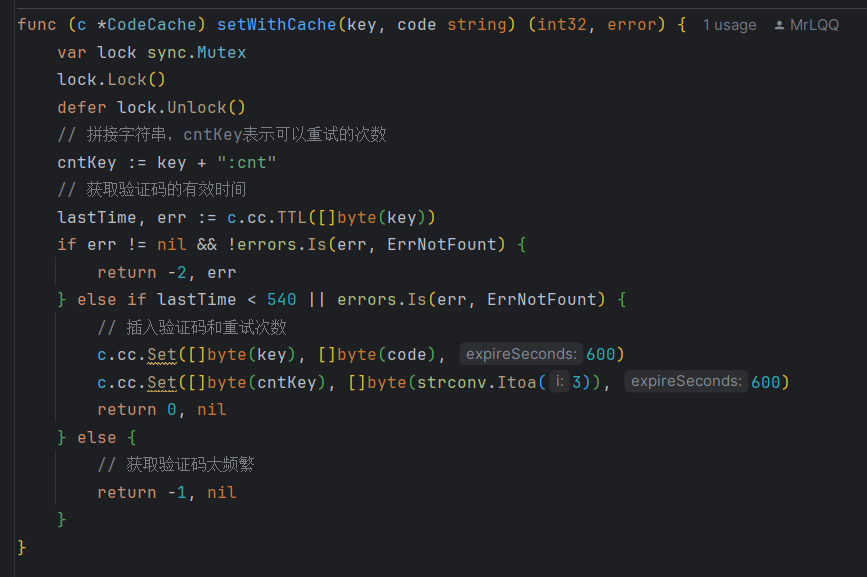 func (c *CodeCache) setWithCache(key, code string) (int32, error) { 1 usage MrLQQ
    var lock sync.Mutex
    lock.Lock()
    defer lock.Unlock()
    // 拼接字符串，cntKey表示可以重试的次数
    cntKey := key + ":cnt"
    // 获取验证码的有效时间
    lastTime, err := c.cc.TTL([]byte(key))
    if err != nil && !errors.Is(err, ErrNotFount) {
        return -2, err
    } else if lastTime < 540 || errors.Is(err, ErrNotFount) {
        // 插入验证码和重试次数
        c.cc.Set([]byte(key), []byte(code), expireSeconds: 600)
        c.cc.Set([]byte(cntKey), []byte(strconv.Itoa( i: 3)), expireSeconds: 600)
        return 0, nil
    } else {
        // 获取验证码太频繁
        return -1, nil
    }
}